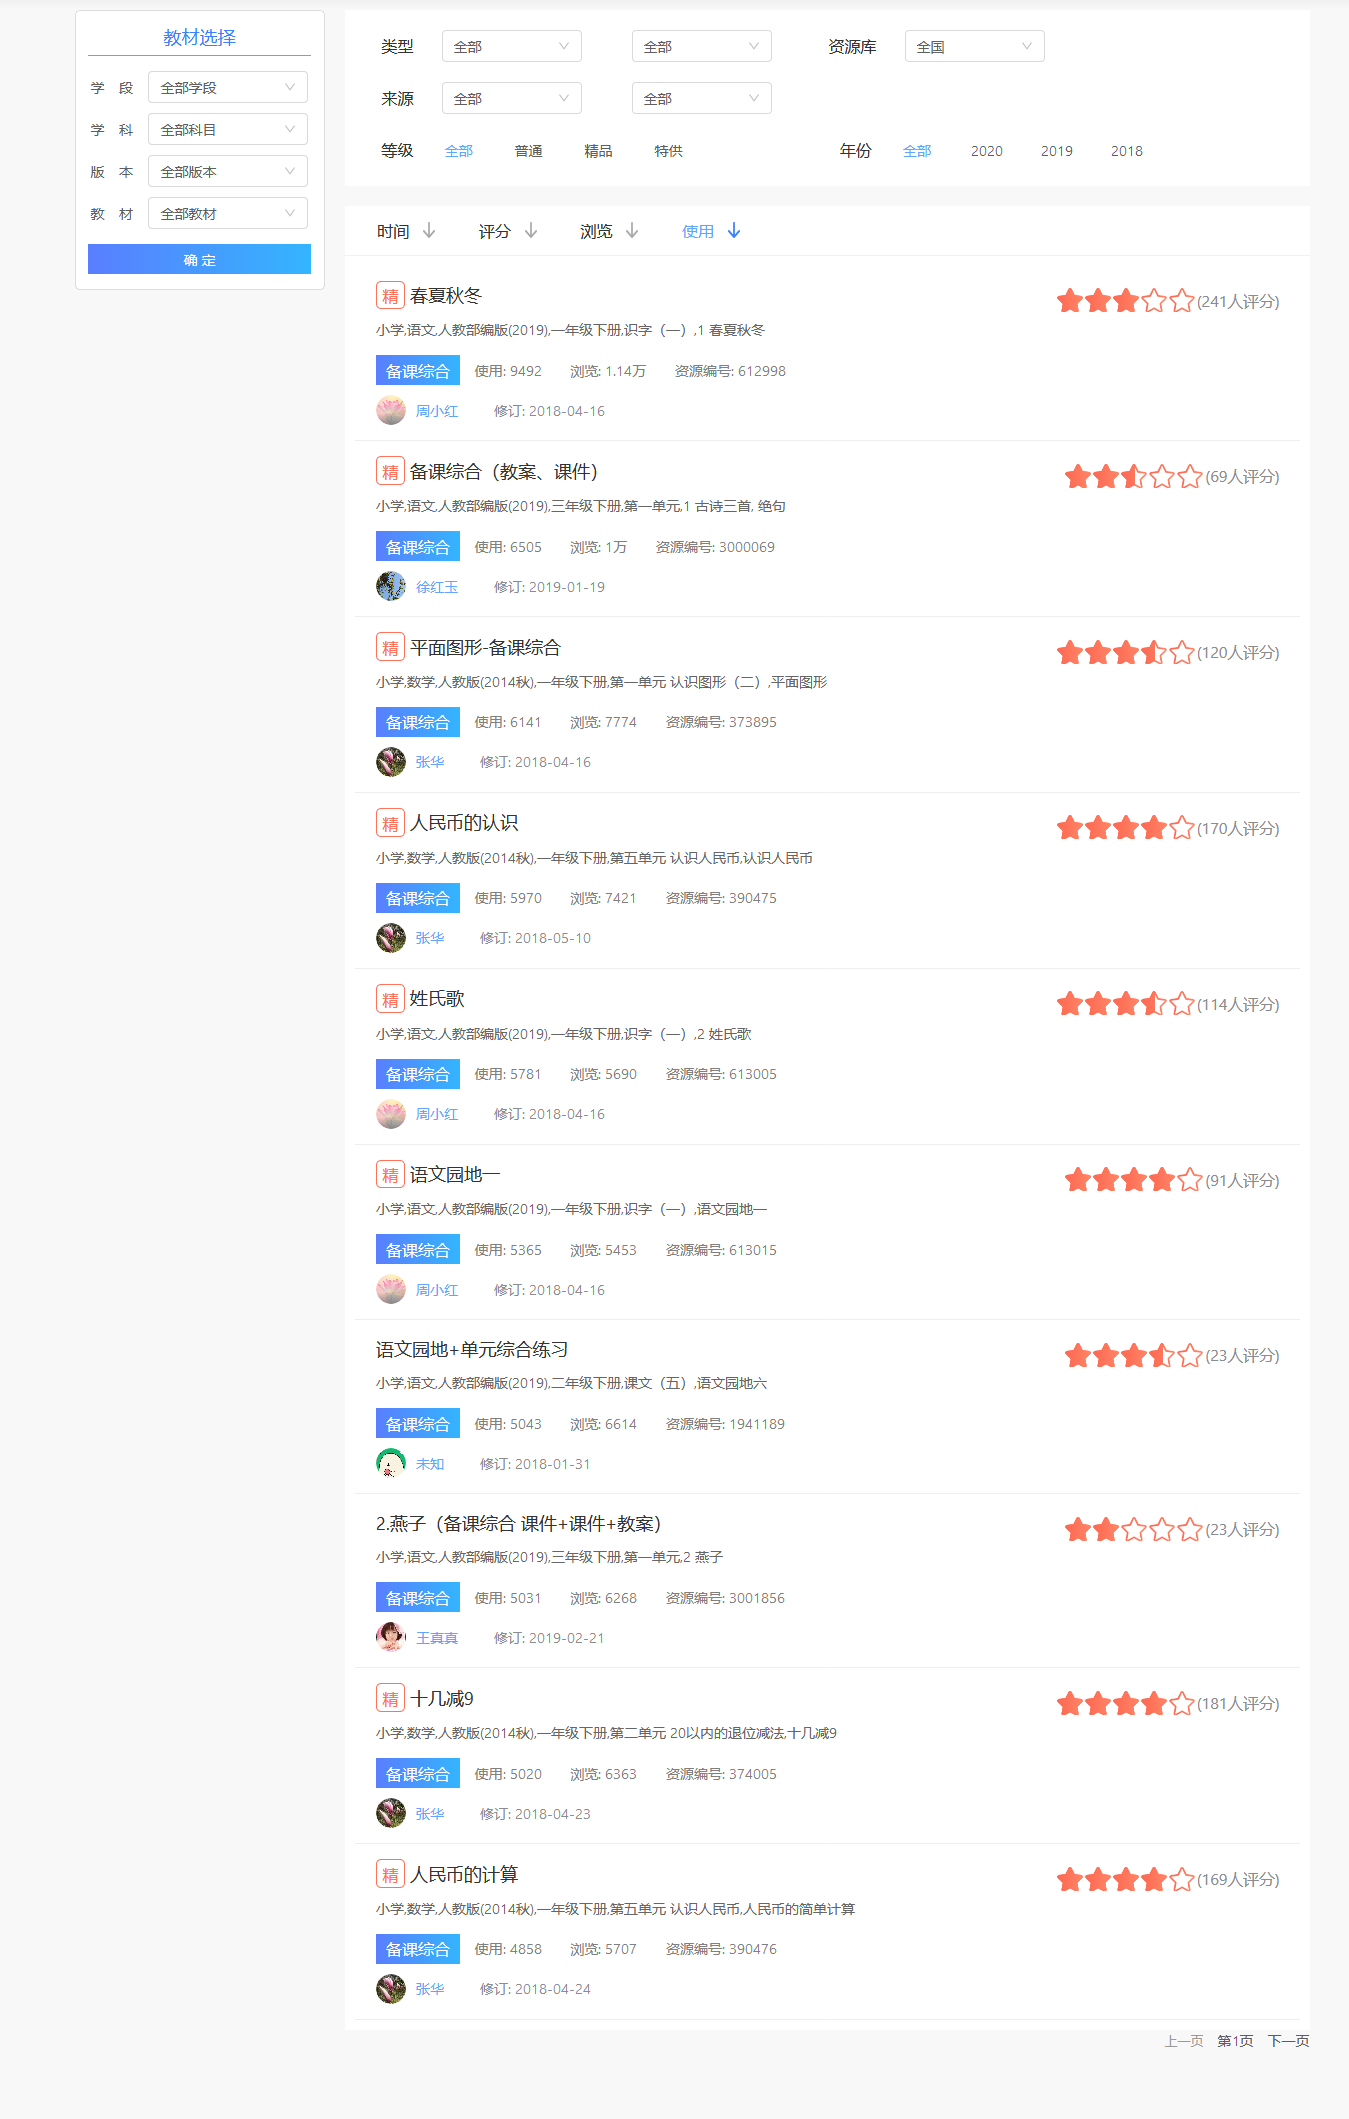 教材选择
学 段 全部学段
学 科 全部科目
版 本 全部版本
教 材 全部教材
确 定
类型 全部 全部 资源库 全国
来源 全部 全部
等级 全部 普通 精品 特供 年份 全部 2020 2019 2018
时间 评分 浏览 使用
精 春夏秋冬 (241人评分)
小学,语文,人教部编版(2019),一年级下册,识字（一）,1 春夏秋冬
备课综合 使用: 9492 浏览: 1.14万 资源编号: 612998
周小红 修订: 2018-04-16
精 备课综合（教案、课件） (69人评分)
小学,语文,人教部编版(2019),三年级下册,第一单元,1 古诗三首, 绝句
备课综合 使用: 6505 浏览: 1万 资源编号: 3000069
徐红玉 修订: 2019-01-19
精 平面图形-备课综合 (120人评分)
小学,数学,人教版(2014秋),一年级下册,第一单元 认识图形（二）,平面图形
备课综合 使用: 6141 浏览: 7774 资源编号: 373895
张华 修订: 2018-04-16
精 人民币的认识 (170人评分)
小学,数学,人教版(2014秋),一年级下册,第五单元 认识人民币,认识人民币
备课综合 使用: 5970 浏览: 7421 资源编号: 390475
张华 修订: 2018-05-10
精 姓氏歌 (114人评分)
小学,语文,人教部编版(2019),一年级下册,识字（一）,2 姓氏歌
备课综合 使用: 5781 浏览: 5690 资源编号: 613005
周小红 修订: 2018-04-16
精 语文园地一 (91人评分)
小学,语文,人教部编版(2019),一年级下册,识字（一）,语文园地一
备课综合 使用: 5365 浏览: 5453 资源编号: 613015
周小红 修订: 2018-04-16
语文园地+单元综合练习 (23人评分)
小学,语文,人教部编版(2019),二年级下册,课文（五）,语文园地六
备课综合 使用: 5043 浏览: 6614 资源编号: 1941189
未知 修订: 2018-01-31
2.燕子（备课综合 课件+课件+教案） (23人评分)
小学,语文,人教部编版(2019),三年级下册,第一单元,2 燕子
备课综合 使用: 5031 浏览: 6268 资源编号: 3001856
王真真 修订: 2019-02-21
精 十几减9 (181人评分)
小学,数学,人教版(2014秋),一年级下册,第二单元 20以内的退位减法,十几减9
备课综合 使用: 5020 浏览: 6363 资源编号: 374005
张华 修订: 2018-04-23
精 人民币的计算 (169人评分)
小学,数学,人教版(2014秋),一年级下册,第五单元 认识人民币,人民币的简单计算
备课综合 使用: 4858 浏览: 5707 资源编号: 390476
张华 修订: 2018-04-24
上一页 第1页 下一页